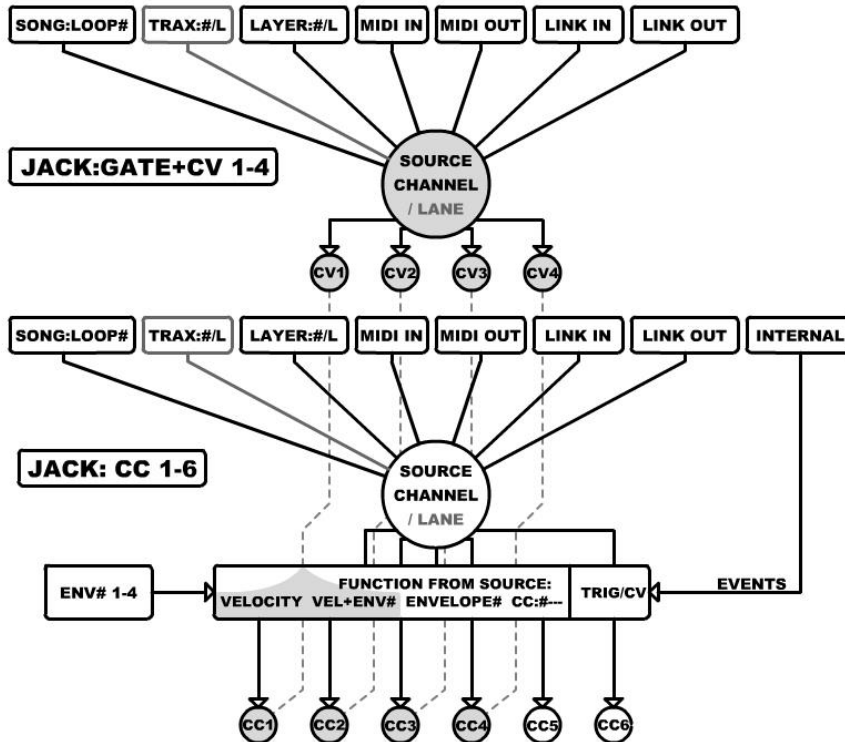 SONG:LOOP# TRAX:#/L LAYER:#/L MIDI IN MIDI OUT LINK IN LINK OUT
SOURCE
CHANNEL
/ LANE
JACK:GATE+CV 1-4
CV1 CV2 CV3 CV4
SONG:LOOP# TRAX:#/L LAYER:#/L MIDI IN MIDI OUT LINK IN LINK OUT INTERNAL
JACK: CC 1-6
SOURCE
CHANNEL
/ LANE
ENV# 1-4
FUNCTION FROM SOURCE:
VELOCITY VEL+ENV# ENVELOPE# CC:#---
TRIG/CV
EVENTS
CC1 CC2 CC3 CC4 CC5 CC6